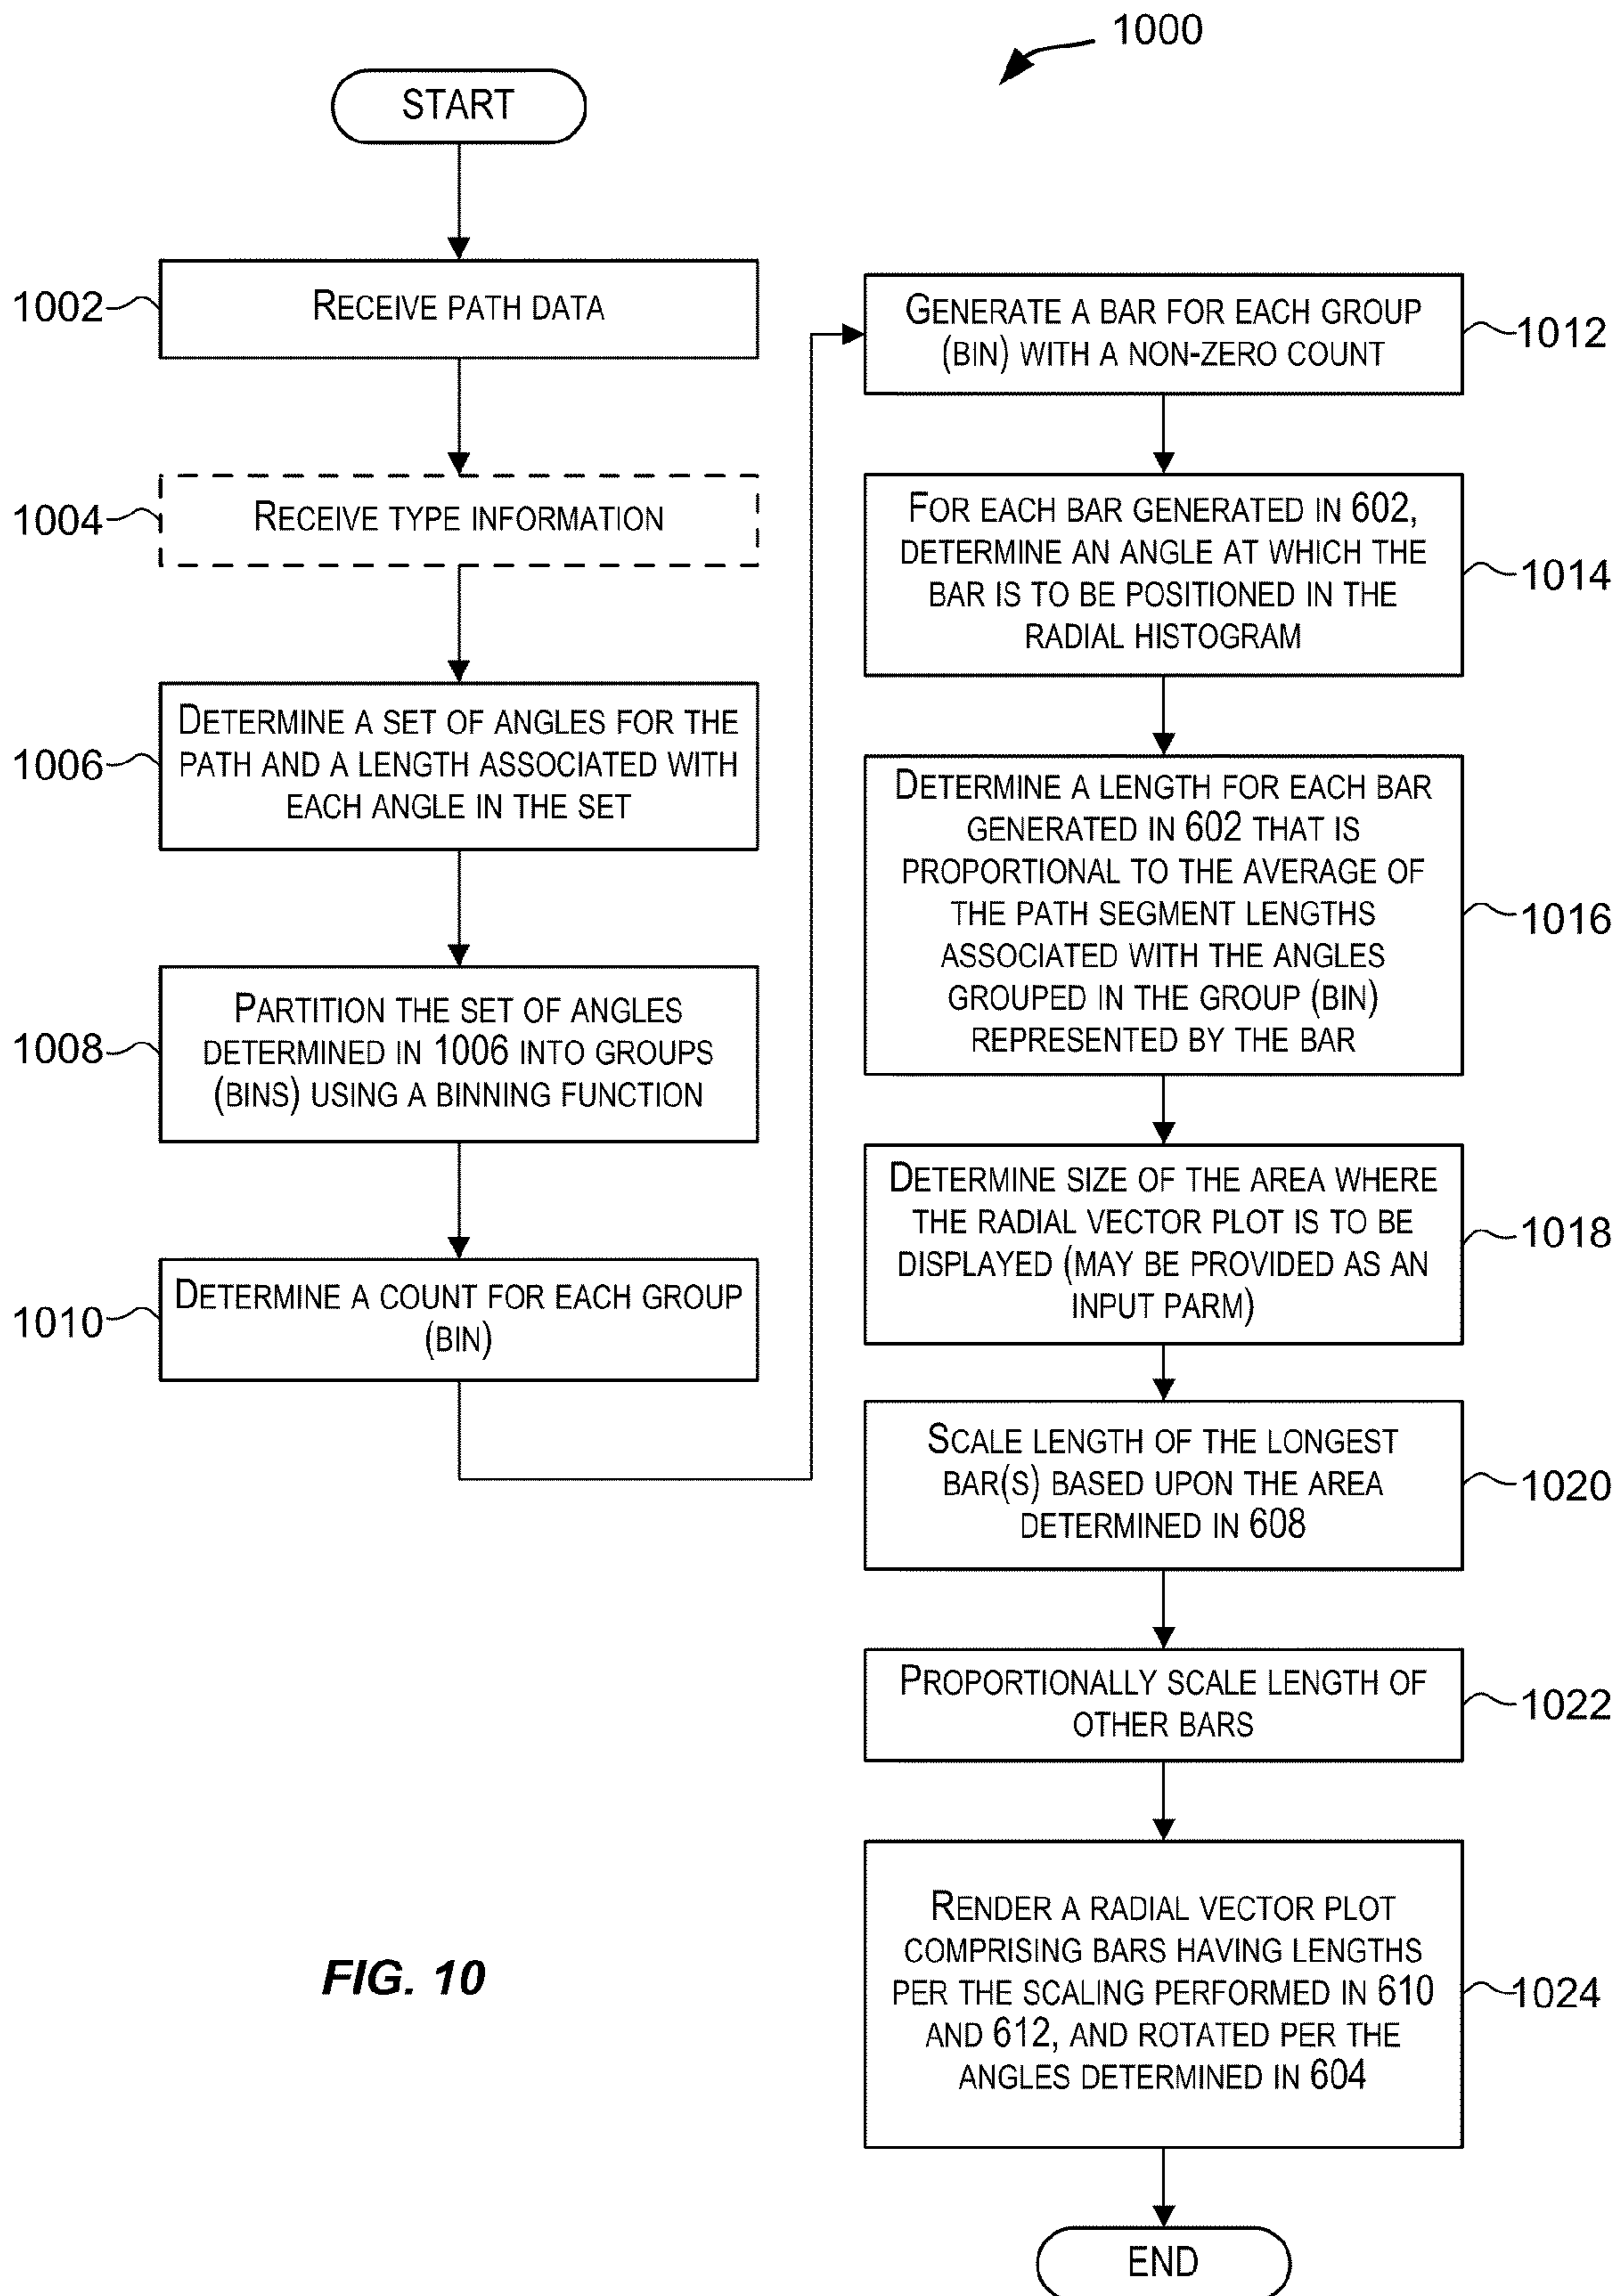 1000
START
1002
RECEIVE PATH DATA
1004
RECEIVE TYPE INFORMATION
1006
DETERMINE A SET OF ANGLES FOR THE
PATH AND A LENGTH ASSOCIATED WITH
EACH ANGLE IN THE SET
1008
PARTITION THE SET OF ANGLES
DETERMINED IN 1006 INTO GROUPS
(BINS) USING A BINNING FUNCTION
1010
DETERMINE A COUNT FOR EACH GROUP
(BIN)
GENERATE A BAR FOR EACH GROUP
(BIN) WITH A NON-ZERO COUNT
1012
FOR EACH BAR GENERATED IN 602,
DETERMINE AN ANGLE AT WHICH THE
BAR IS TO BE POSITIONED IN THE
RADIAL HISTOGRAM
1014
DETERMINE A LENGTH FOR EACH BAR
GENERATED IN 602 THAT IS
PROPORTIONAL TO THE AVERAGE OF
THE PATH SEGMENT LENGTHS
ASSOCIATED WITH THE ANGLES
GROUPED IN THE GROUP (BIN)
REPRESENTED BY THE BAR
1016
DETERMINE SIZE OF THE AREA WHERE
THE RADIAL VECTOR PLOT IS TO BE
DISPLAYED (MAY BE PROVIDED AS AN
INPUT PARM)
1018
SCALE LENGTH OF THE LONGEST
BAR(S) BASED UPON THE AREA
DETERMINED IN 608
1020
PROPORTIONALLY SCALE LENGTH OF
OTHER BARS
1022
RENDER A RADIAL VECTOR PLOT
COMPRISING BARS HAVING LENGTHS
PER THE SCALING PERFORMED IN 610
AND 612, AND ROTATED PER THE
ANGLES DETERMINED IN 604
1024
END
FIG. 10